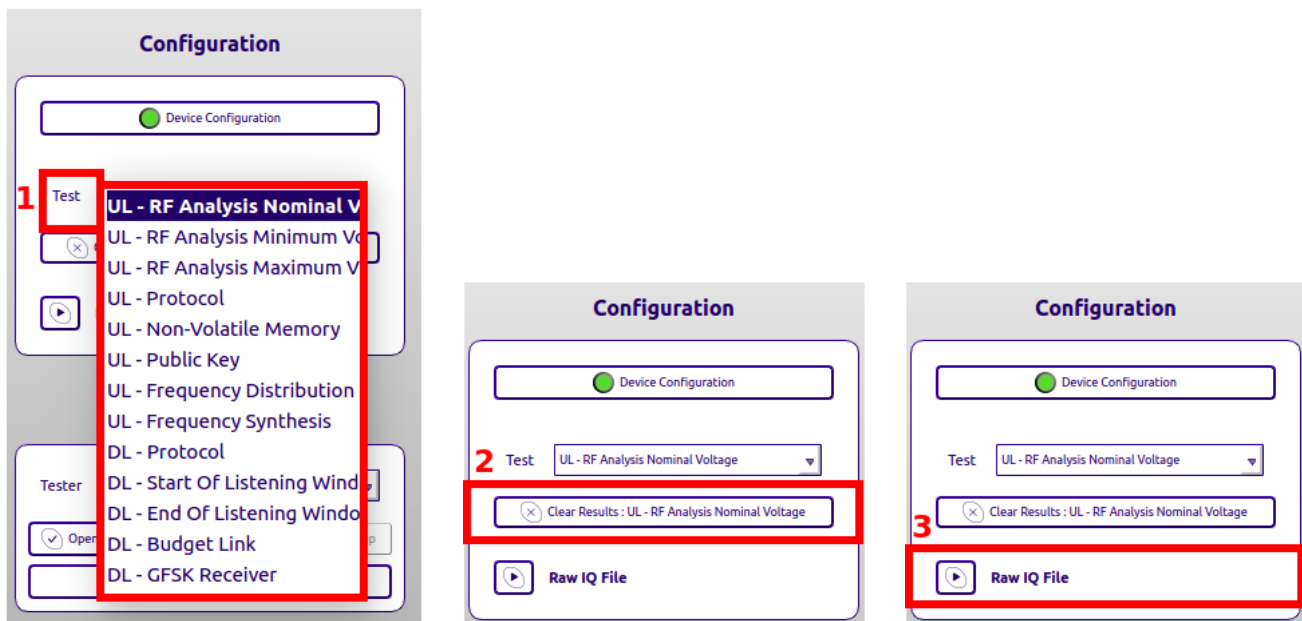 Configuration
Device Configuration
1
Test
UL - RF Analysis Nominal V
UL - RF Analysis Minimum Vo
UL - RF Analysis Maximum V
UL - Protocol
UL - Non-Volatile Memory
UL - Public Key
UL - Frequency Distribution
UL - Frequency Synthesis
DL - Protocol
DL - Start Of Listening Wind
DL - End Of Listening Windo
DL - Budget Link
DL - GFSK Receiver
Tester
Open
p
Configuration
Device Configuration
2 Test UL - RF Analysis Nominal Voltage
Clear Results : UL - RF Analysis Nominal Voltage
Raw IQ File
Configuration
Device Configuration
Test UL - RF Analysis Nominal Voltage
Clear Results : UL - RF Analysis Nominal Voltage
3
Raw IQ File